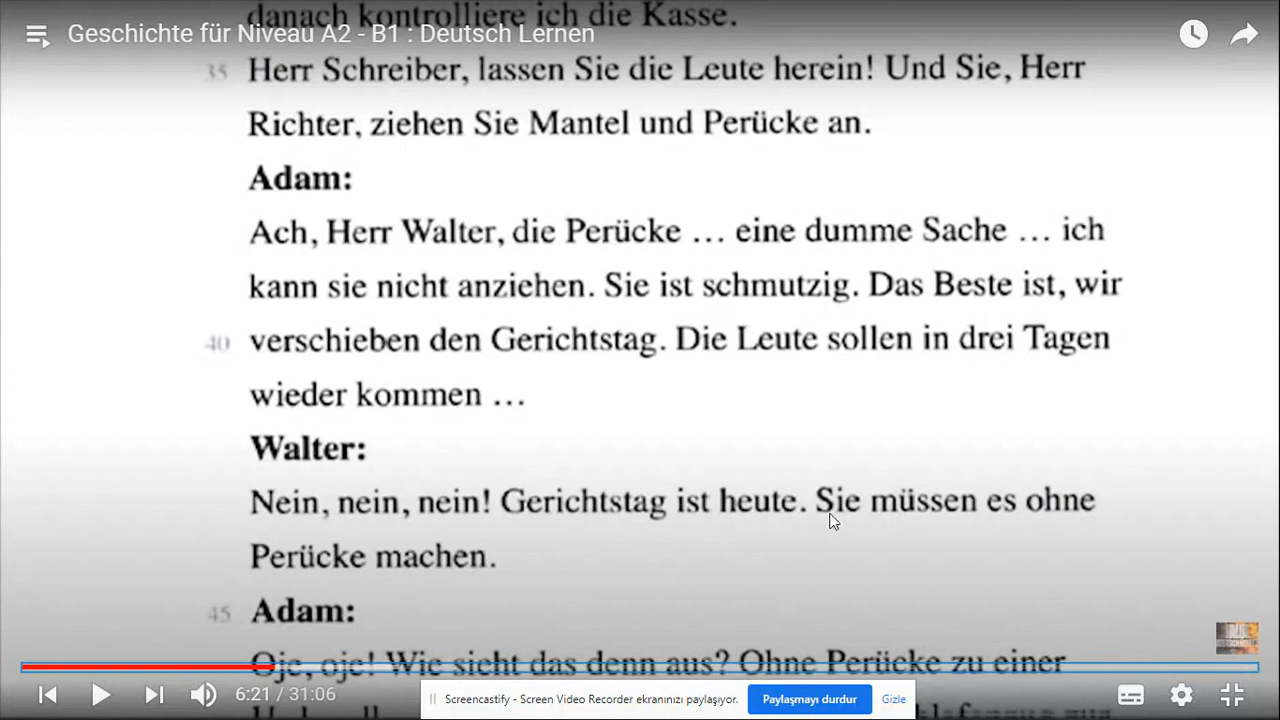 danach kontrolliere ich die Kasse.
Geschichte für Niveau A2 - B1 : Deutsch Lernen
35 Herr Schreiber, lassen Sie die Leute herein! Und Sie, Herr
Richter, ziehen Sie Mantel und Perücke an.
Adam:
Ach, Herr Walter, die Perücke … eine dumme Sache … ich
kann sie nicht anziehen. Sie ist schmutzig. Das Beste ist, wir
40 verschieben den Gerichtstag. Die Leute sollen in drei Tagen
wieder kommen …
Walter:
Nein, nein, nein! Gerichtstag ist heute. Sie müssen es ohne
Perücke machen.
45 Adam:
Oje, oje! Wie sieht das denn aus? Ohne Perücke zu einer
6:21 / 31:06
Screencastify - Screen Video Recorder ekranınızı paylaşıyor. Paylaşmayı durdur Gizle